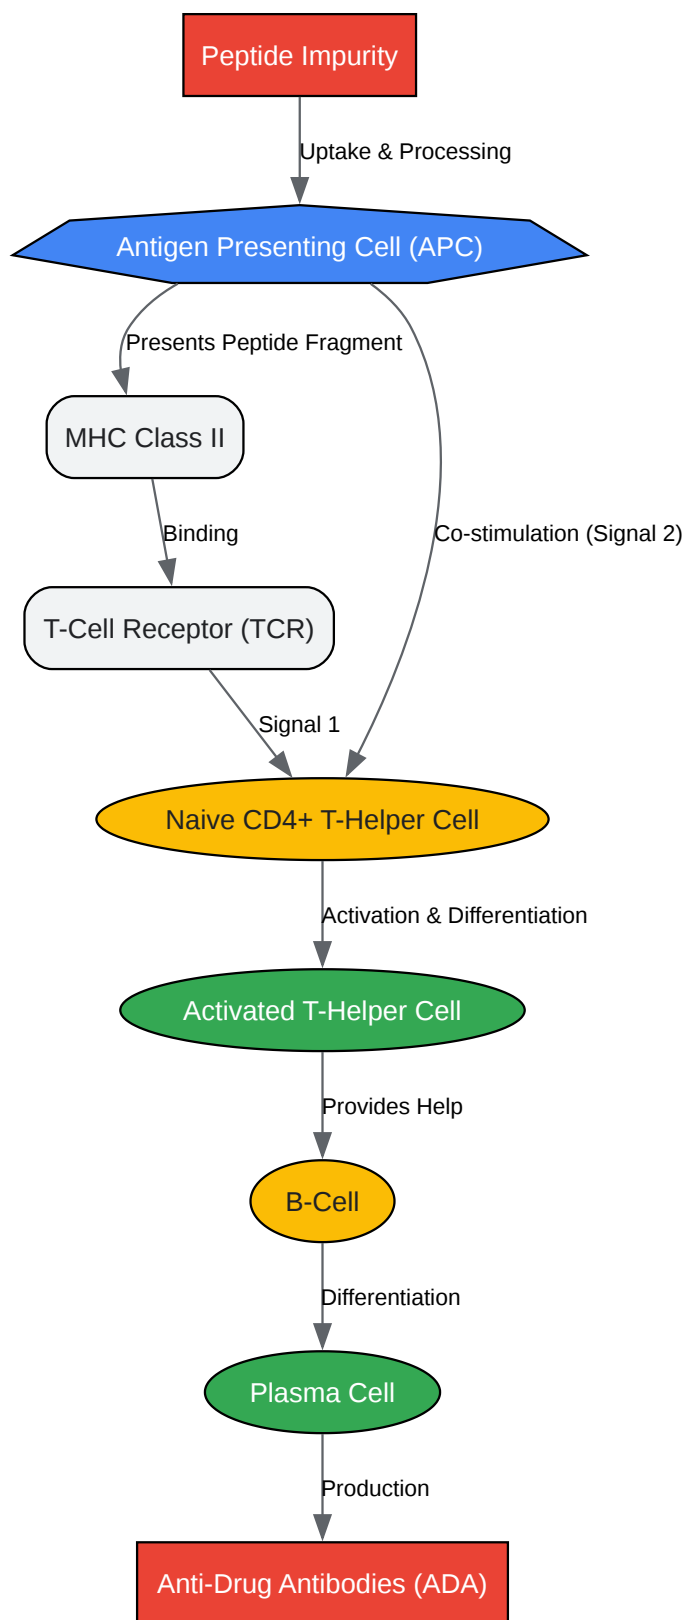 Peptide Impurity
Uptake & Processing
Antigen Presenting Cell (APC)
Presents Peptide Fragment
MHC Class II
Binding
Co-stimulation (Signal 2)
T-Cell Receptor (TCR)
Signal 1
Naive CD4+ T-Helper Cell
Activation & Differentiation
Activated T-Helper Cell
Provides Help
B-Cell
Differentiation
Plasma Cell
Production
Anti-Drug Antibodies (ADA)